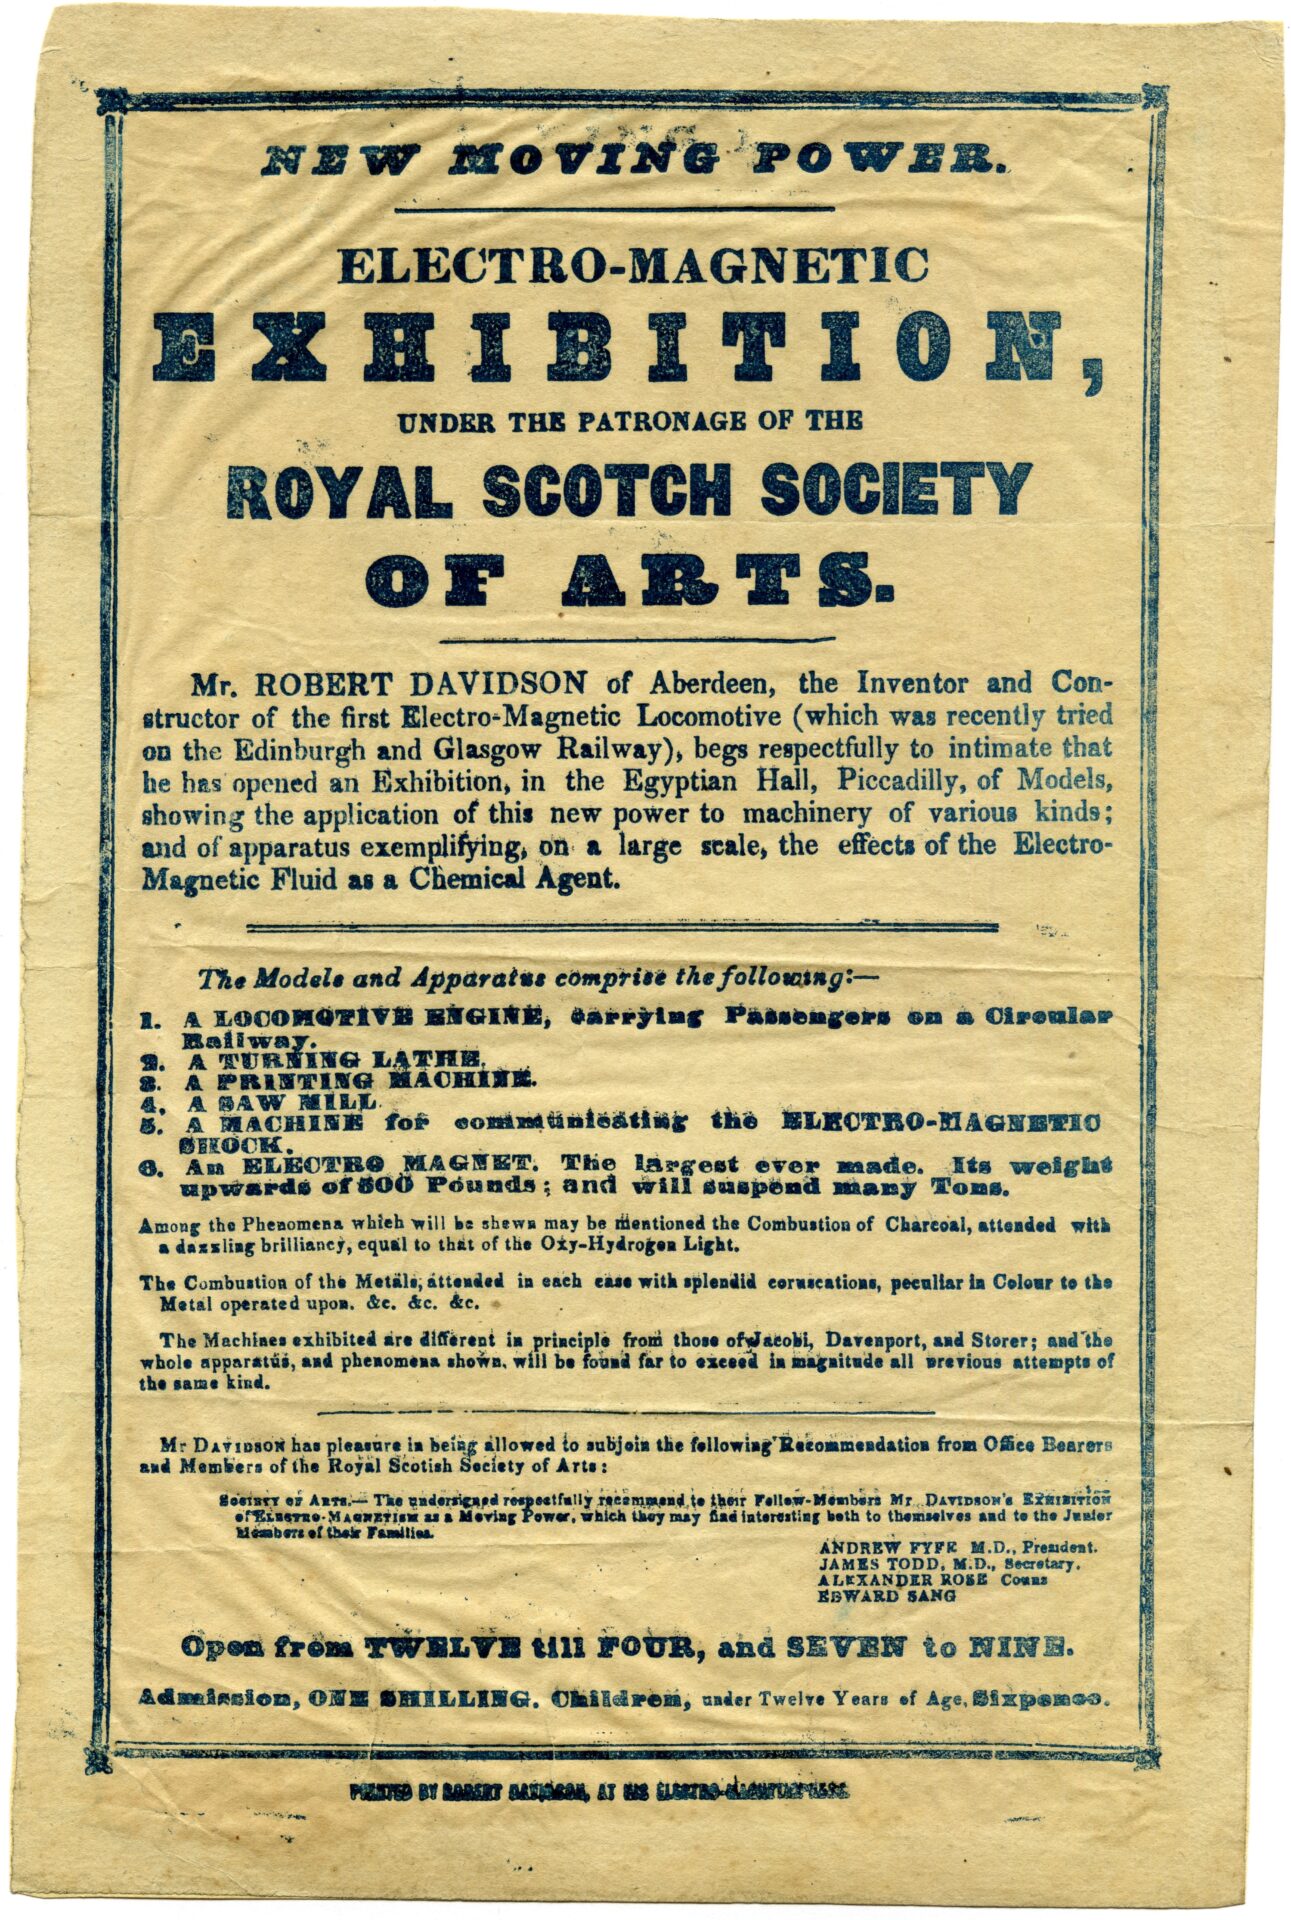 NEW MOVING POWER.
ELECTRO-MAGNETIC
EXHIBITION,
UNDER THE PATRONAGE OF THE
ROYAL SCOTCH SOCIETY
OF ARTS.
Mr. ROBERT DAVIDSON of Aberdeen, the Inventor and Con-
structor of the first Electro-Magnetic Locomotive (which was recently tried
on the Edinburgh and Glasgow Railway), begs respectfully to intimate that
he has opened an Exhibition, in the Egyptian Hall, Piccadilly, of Models,
showing the application of this new power to machinery of various kinds;
and of apparatus exemplifying, on a large scale, the effects of the Electro-
Magnetic Fluid as a Chemical Agent.
The Models and Apparatus comprise the following:—
1. A LOCOMOTIVE ENGINE, carrying Passengers on a Circular
Railway.
2. A TURNING LATHE.
3. A PRINTING MACHINE.
4. A SAW MILL
5. A MACHINE for communicating the ELECTRO-MAGNETIC
SHOCK.
6. An ELECTRO MAGNET. The largest ever made. Its weight
upwards of 500 Pounds; and will suspend many Tons.
Among the Phenomena which will be shewn may be mentioned the Combustion of Charcoal, attended with
a dazzling brilliancy, equal to that of the Oxy-Hydrogen Light.
The Combustion of the Metals, attended in each case with splendid coruscations, peculiar in Colour to the
Metal operated upon. &c. &c. &c.
The Machines exhibited are different in principle from those of Jacobi, Davenport, and Storer; and the
whole apparatus, and phenomena shown, will be found far to exceed in magnitude all previous attempts of
the same kind.
Mr DAVIDSON has pleasure in being allowed to subjoin the following Recommendation from Office Bearers
and Members of the Royal Scotish Society of Arts:
SOCIETY OF ARTS.— The undersigned respectfully recommend to their Fellow-Members Mr DAVIDSON'S EXHIBITION
of ELECTRO-MAGNETISM as a Moving Power, which they may find interesting both to themselves and to the Junior
Members of their Families.
ANDREW FYFE M.D., President.
JAMES TODD, M.D., Secretary.
ALEXANDER ROSE Couns
EDWARD SANG
Open from TWELVE till FOUR, and SEVEN to NINE.
Admission, ONE SHILLING. Children, under Twelve Years of Age, Sixpence.
PRINTED BY ROBERT DAVIDSON, AT HIS ELECTRO-MAGNETIC